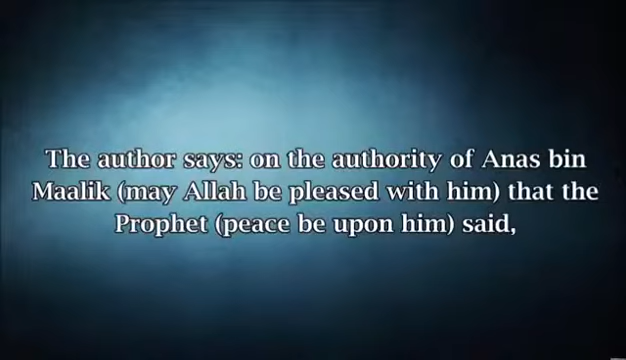 The author says: on the authority of Anas bin
Maalik (may Allah be pleased with him) that the
Prophet (peace be upon him) said,